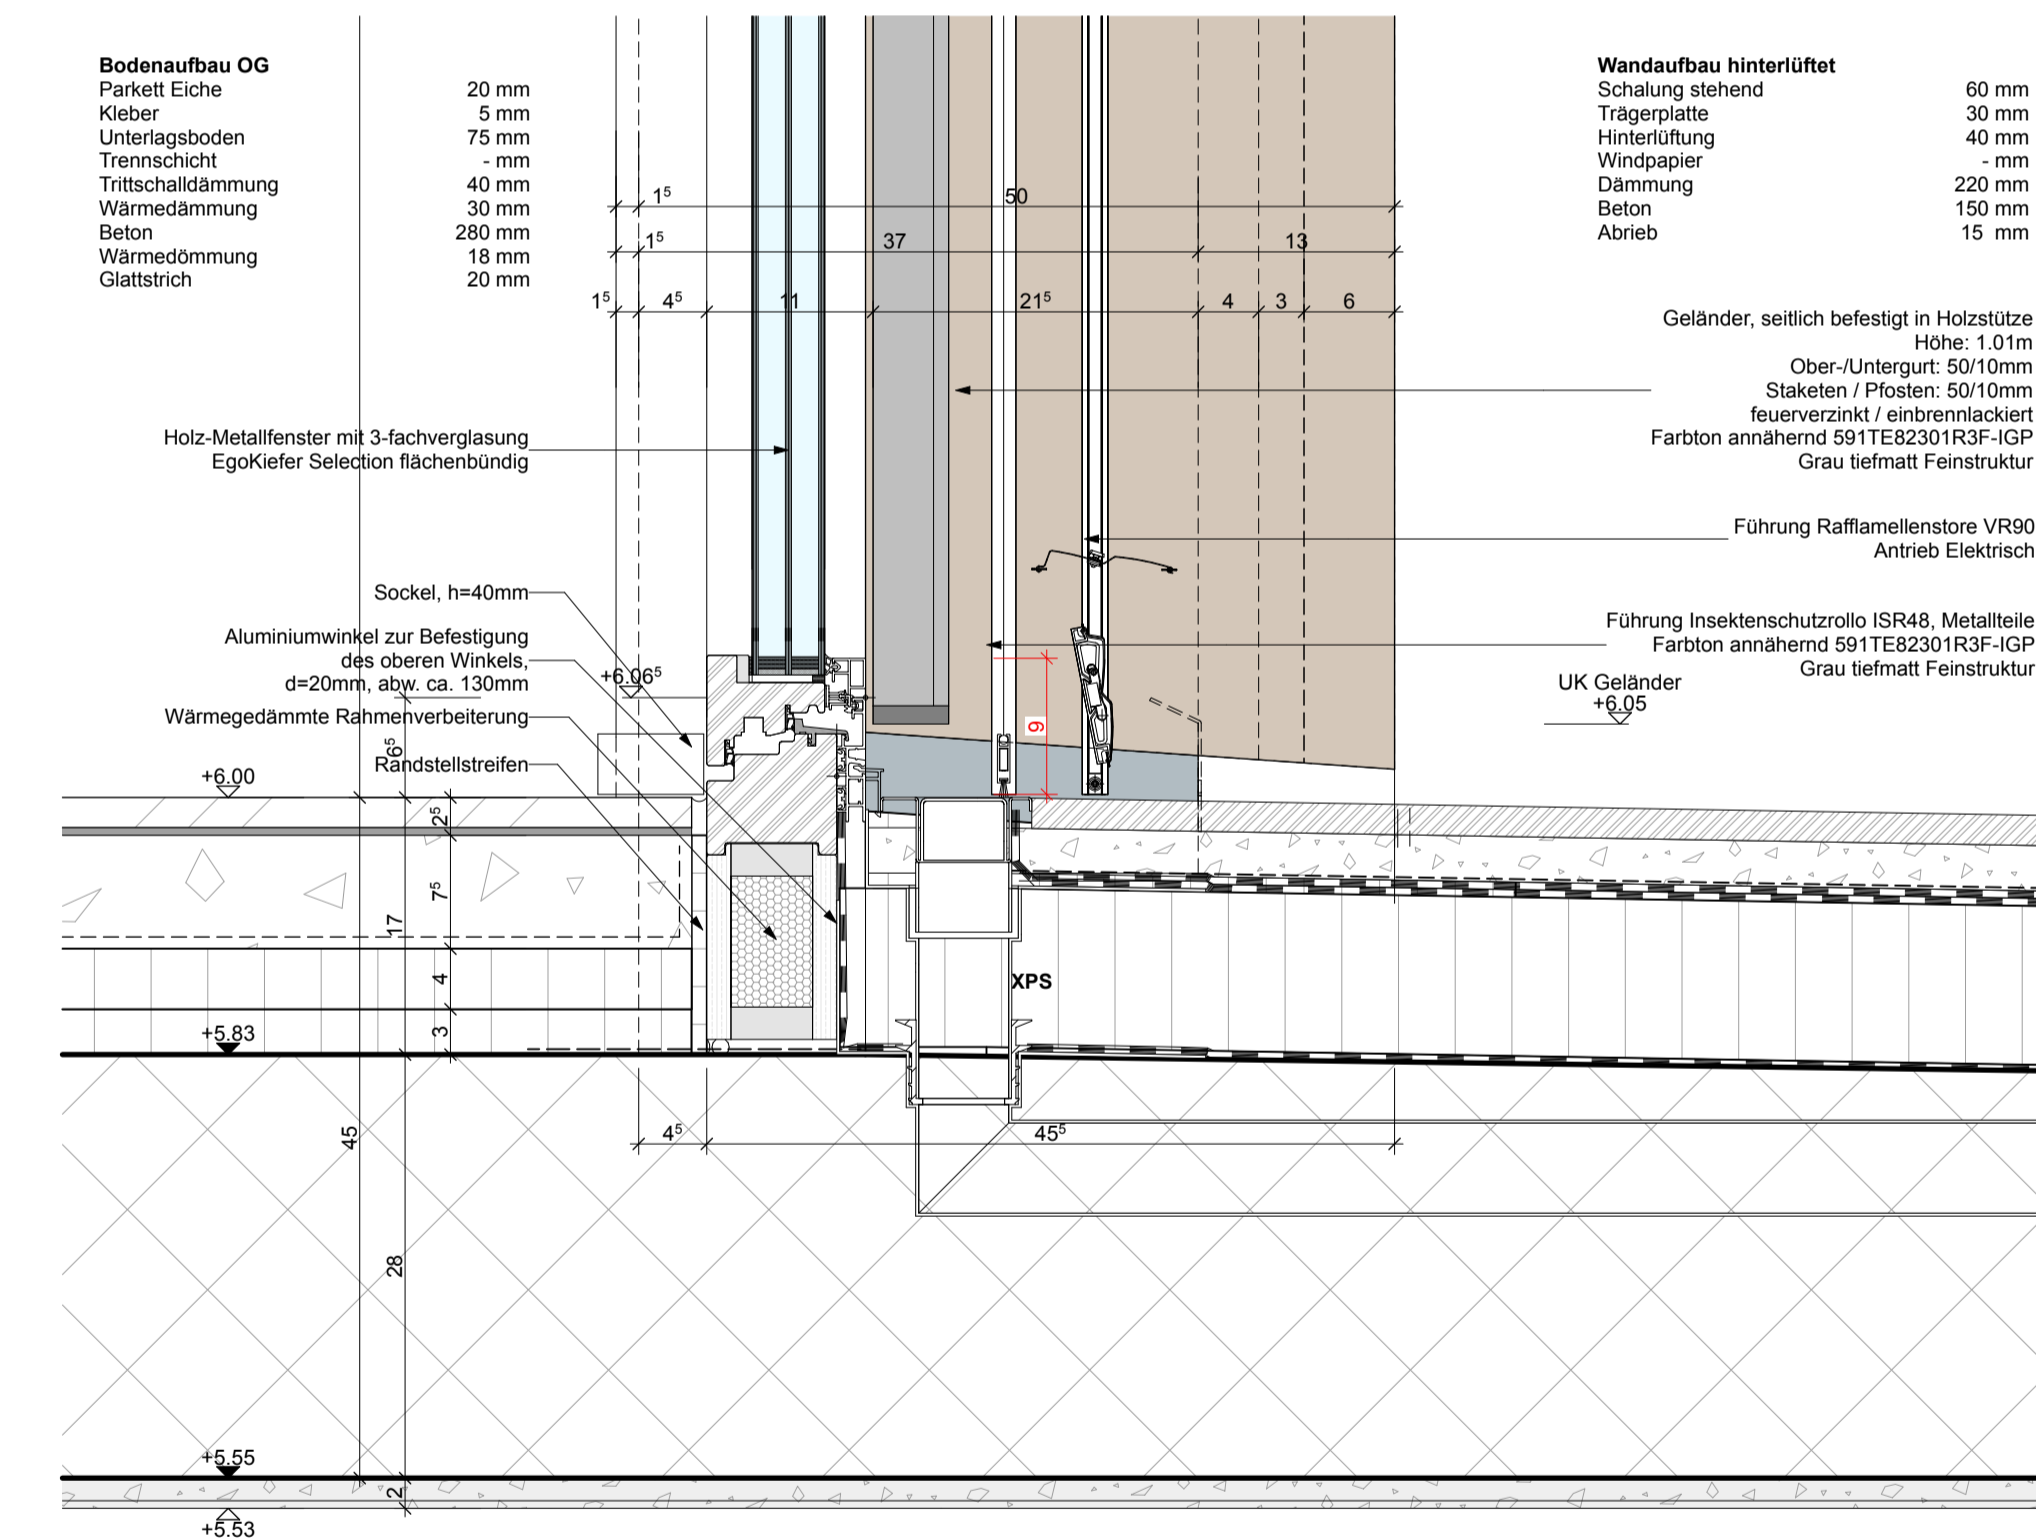 Bodenaufbau OG
Parkett Eiche 20 mm
Kleber 5 mm
Unterlagsboden 75 mm
Trennschicht - mm
Trittschalldämmung 40 mm
Wärmedämmung 30 mm
Beton 280 mm
Wärmedömmung 18 mm
Glattstrich 20 mm
Wandaufbau hinterlüftet
Schalung stehend 60 mm
Trägerplatte 30 mm
Hinterlüftung 40 mm
Windpapier - mm
Dämmung 220 mm
Beton 150 mm
Abrieb 15 mm
1⁵ 50
1⁵ 37 13
1⁵ 4⁵ 11 21⁵ 4 3 6
Geländer, seitlich befestigt in Holzstütze
Höhe: 1.01m
Ober-/Untergurt: 50/10mm
Staketen / Pfosten: 50/10mm
feuerverzinkt / einbrennlackiert
Farbton annähernd 591TE82301R3F-IGP
Grau tiefmatt Feinstruktur
Holz-Metallfenster mit 3-fachverglasung
EgoKiefer Selection flächenbündig
Führung Rafflamellenstore VR90
Antrieb Elektrisch
Sockel, h=40mm
Aluminiumwinkel zur Befestigung
des oberen Winkels,
d=20mm, abw. ca. 130mm
Wärmegedämmte Rahmenverbeiterung
Randstellstreifen
Führung Insektenschutzrollo ISR48, Metallteile
Farbton annähernd 591TE82301R3F-IGP
Grau tiefmatt Feinstruktur
UK Geländer
+6.05
+6.06⁵
9
16⁵
+6.00
2⁵
7⁵
17
4
3
XPS
+5.83
4⁵ 45⁵
45
28
+5.55
2
+5.53